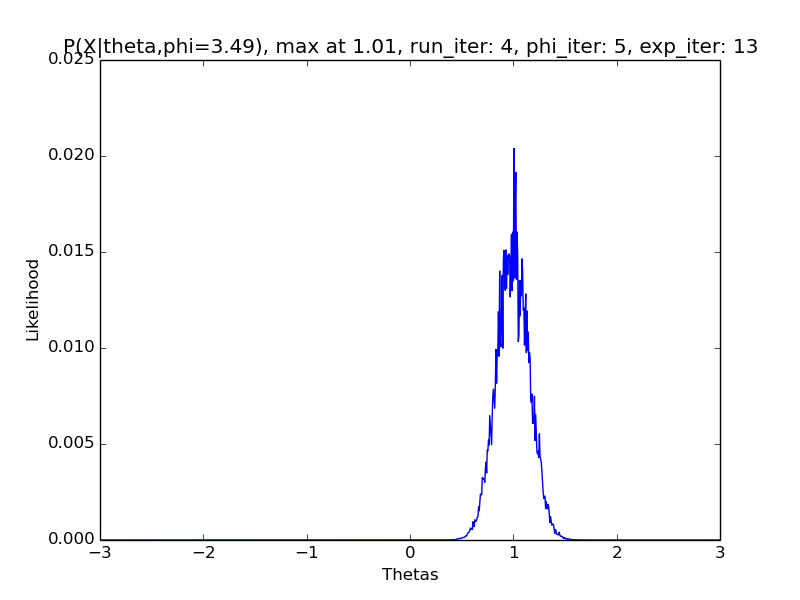 P(X|theta,phi=3.49), max at 1.01, run_iter: 4, phi_iter: 5, exp_iter: 13
0.025
0.020
0.015
0.010
0.005
0.000
Likelihood
−3 −2 −1 0 1 2 3
Thetas